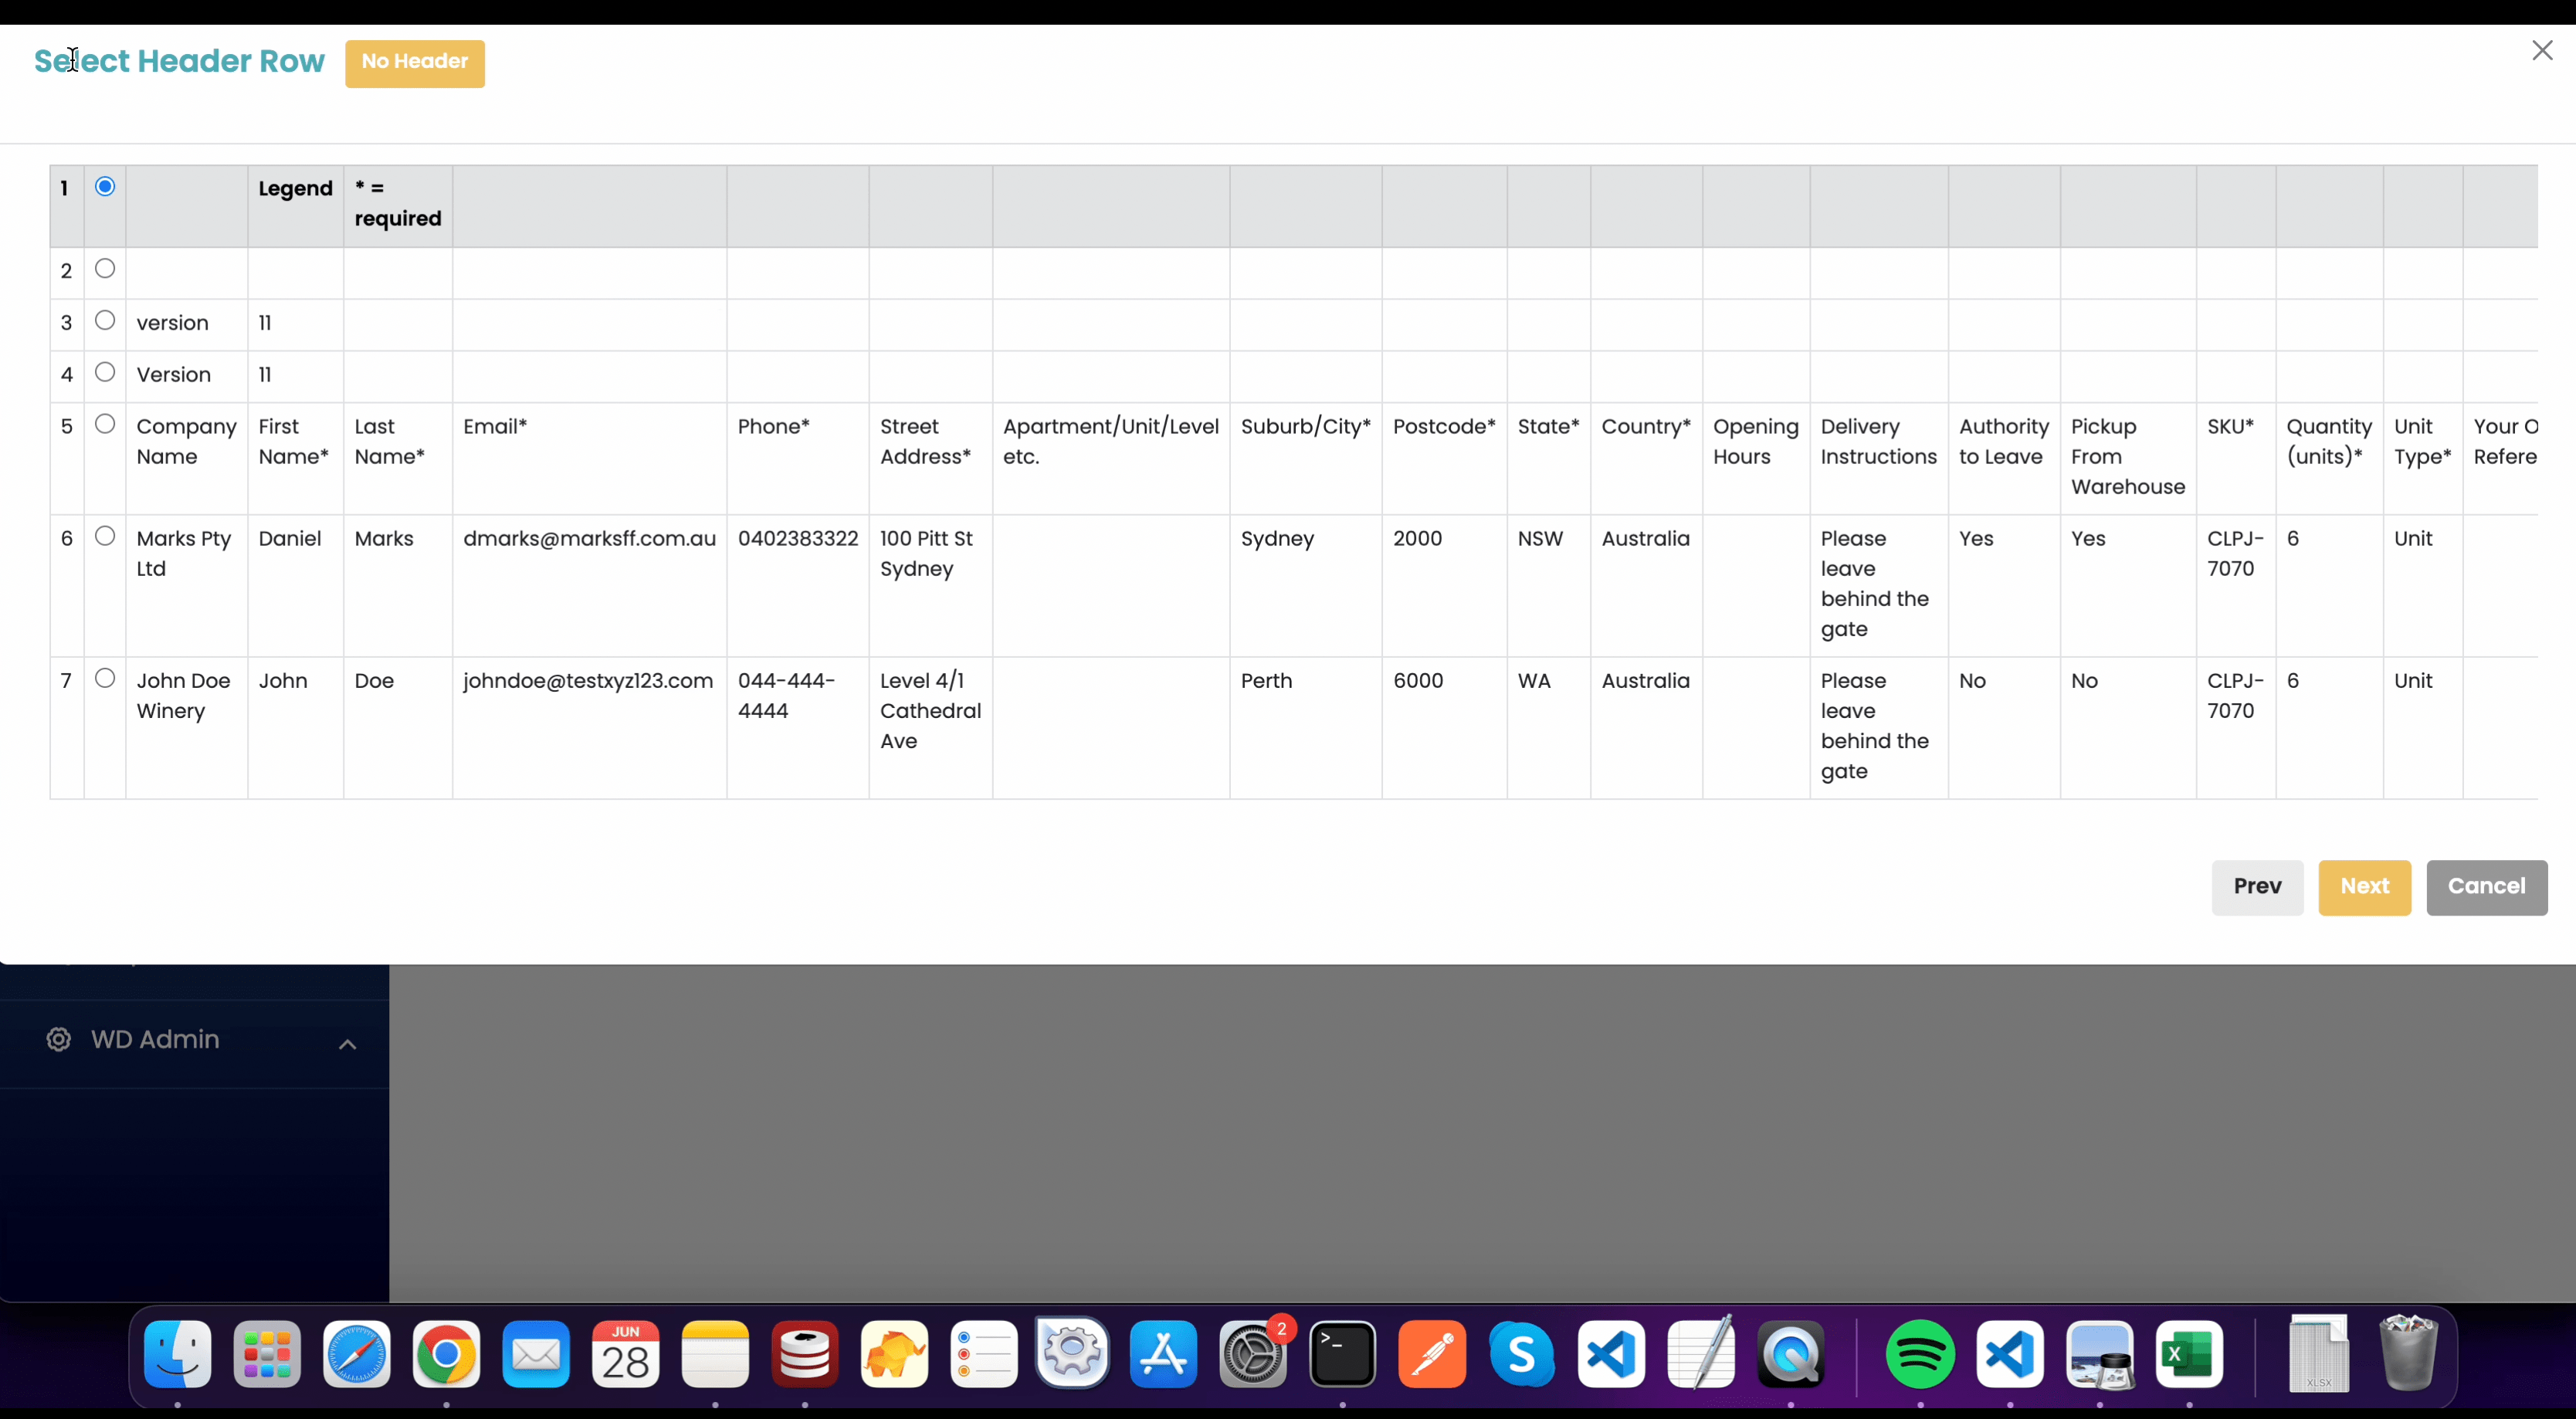 Select Header Row No Header
1 Legend * = required
2
3 version 11
4 Version 11
5 Company Name First Name* Last Name* Email* Phone* Street Address* Apartment/Unit/Level etc. Suburb/City* Postcode* State* Country* Opening Hours Delivery Instructions Authority to Leave Pickup From Warehouse SKU* Quantity (units)* Unit Type* Your O Refere
6 Marks Pty Ltd Daniel Marks dmarks@marksff.com.au 0402383322 100 Pitt St Sydney Sydney 2000 NSW Australia Please leave behind the gate Yes Yes CLPJ-7070 6 Unit
7 John Doe Winery John Doe johndoe@testxyz123.com 044-444-4444 Level 4/1 Cathedral Ave Perth 6000 WA Australia Please leave behind the gate No No CLPJ-7070 6 Unit
Prev Next Cancel
WD Admin
JUN
28
2
>_
S
X
XLSX